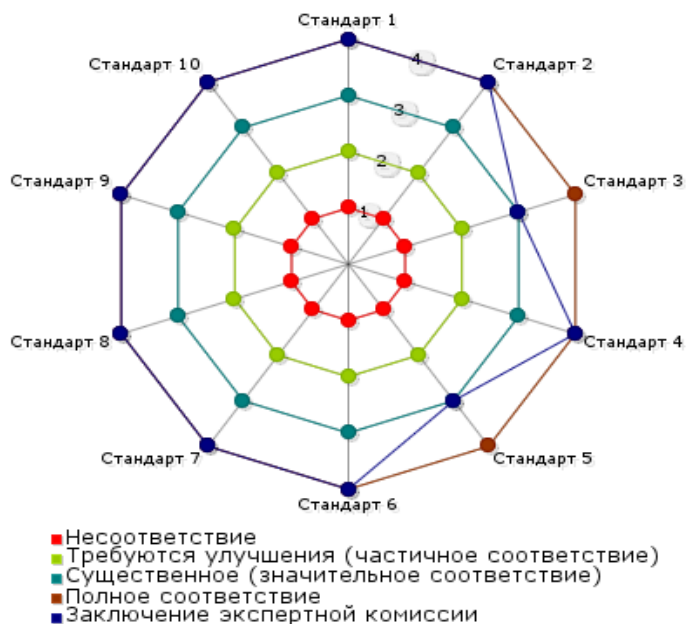 Стандарт 1
Стандарт 10
4
Стандарт 2
3
2
Стандарт 9
1
Стандарт 3
Стандарт 8
Стандарт 4
Стандарт 7
Стандарт 5
Стандарт 6
Несоответствие
Требуются улучшения (частичное соответствие)
Существенное (значительное соответствие)
Полное соответствие
Заключение экспертной комиссии